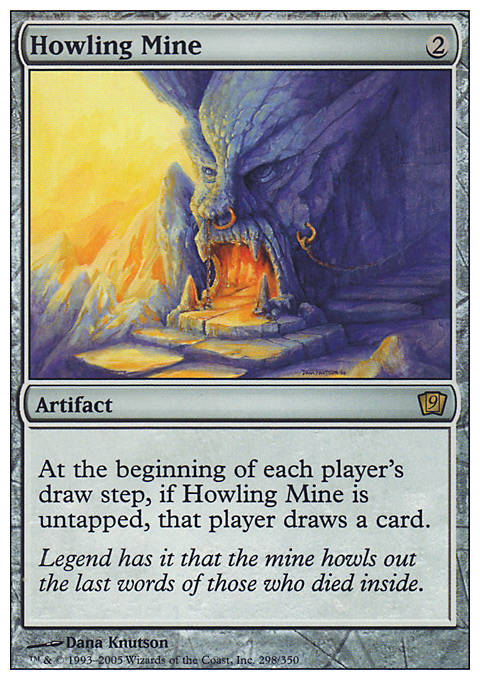 Howling Mine 2
Artifact 9
At the beginning of each player's
draw step, if Howling Mine is
untapped, that player draws a card.
Legend has it that the mine howls out
the last words of those who died inside.
Dana Knutson
™ & © 1993–2005 Wizards of the Coast, Inc. 298/350